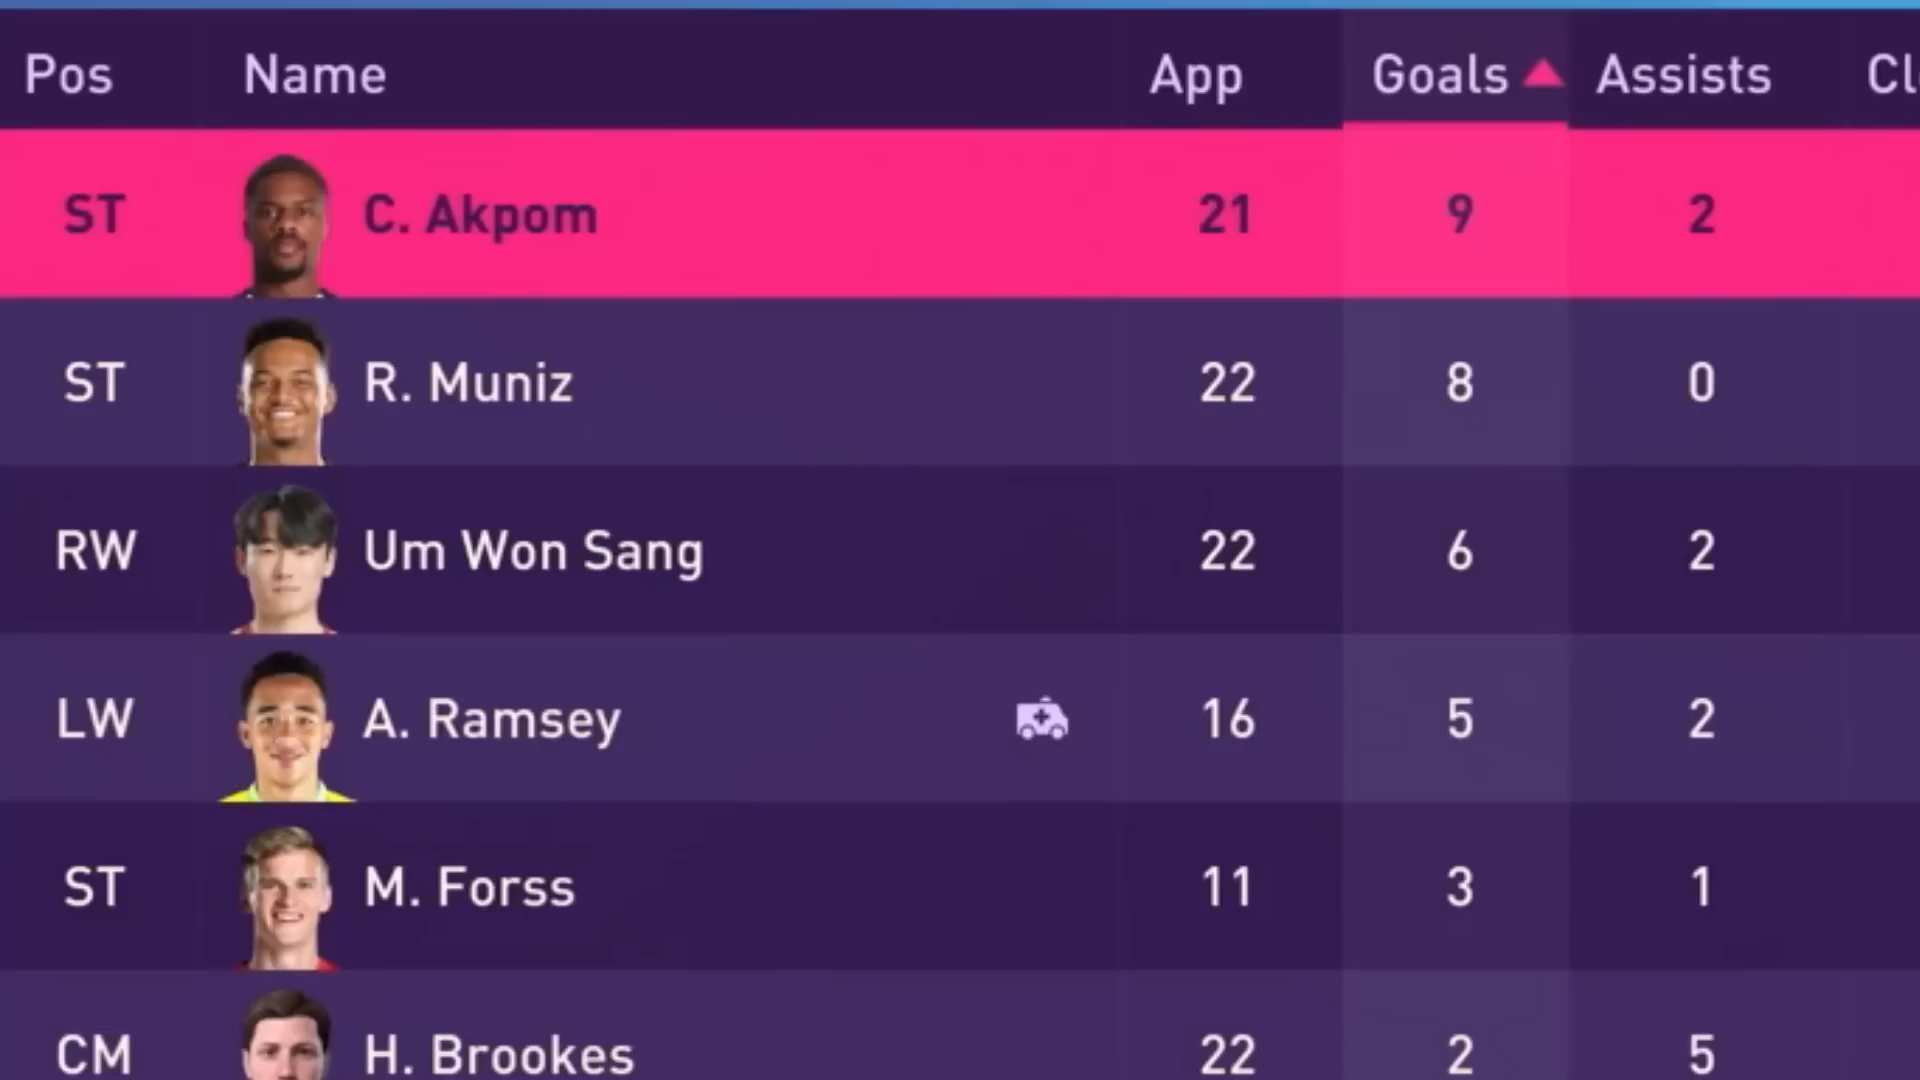 Pos Name App Goals Assists Cl
ST C. Akpom 21 9 2
ST R. Muniz 22 8 0
RW Um Won Sang 22 6 2
LW A. Ramsey 16 5 2
ST M. Forss 11 3 1
CM H. Brookes 22 2 5